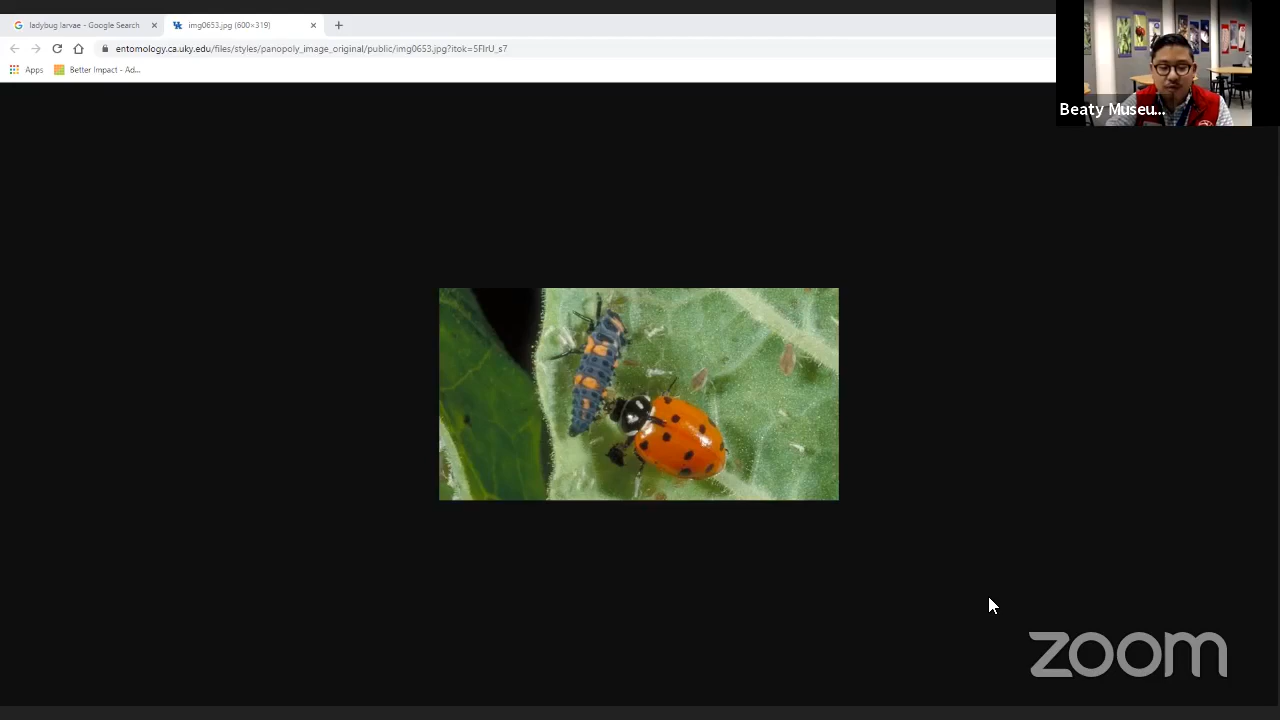 ladybug larvae - Google Search
img0653.jpg (600×319)
entomology.ca.uky.edu/files/styles/panopoly_image_original/public/img0653.jpg?itok=SFlrU_s7
Apps
Better Impact - Ad...
Beaty Museu...
zoom